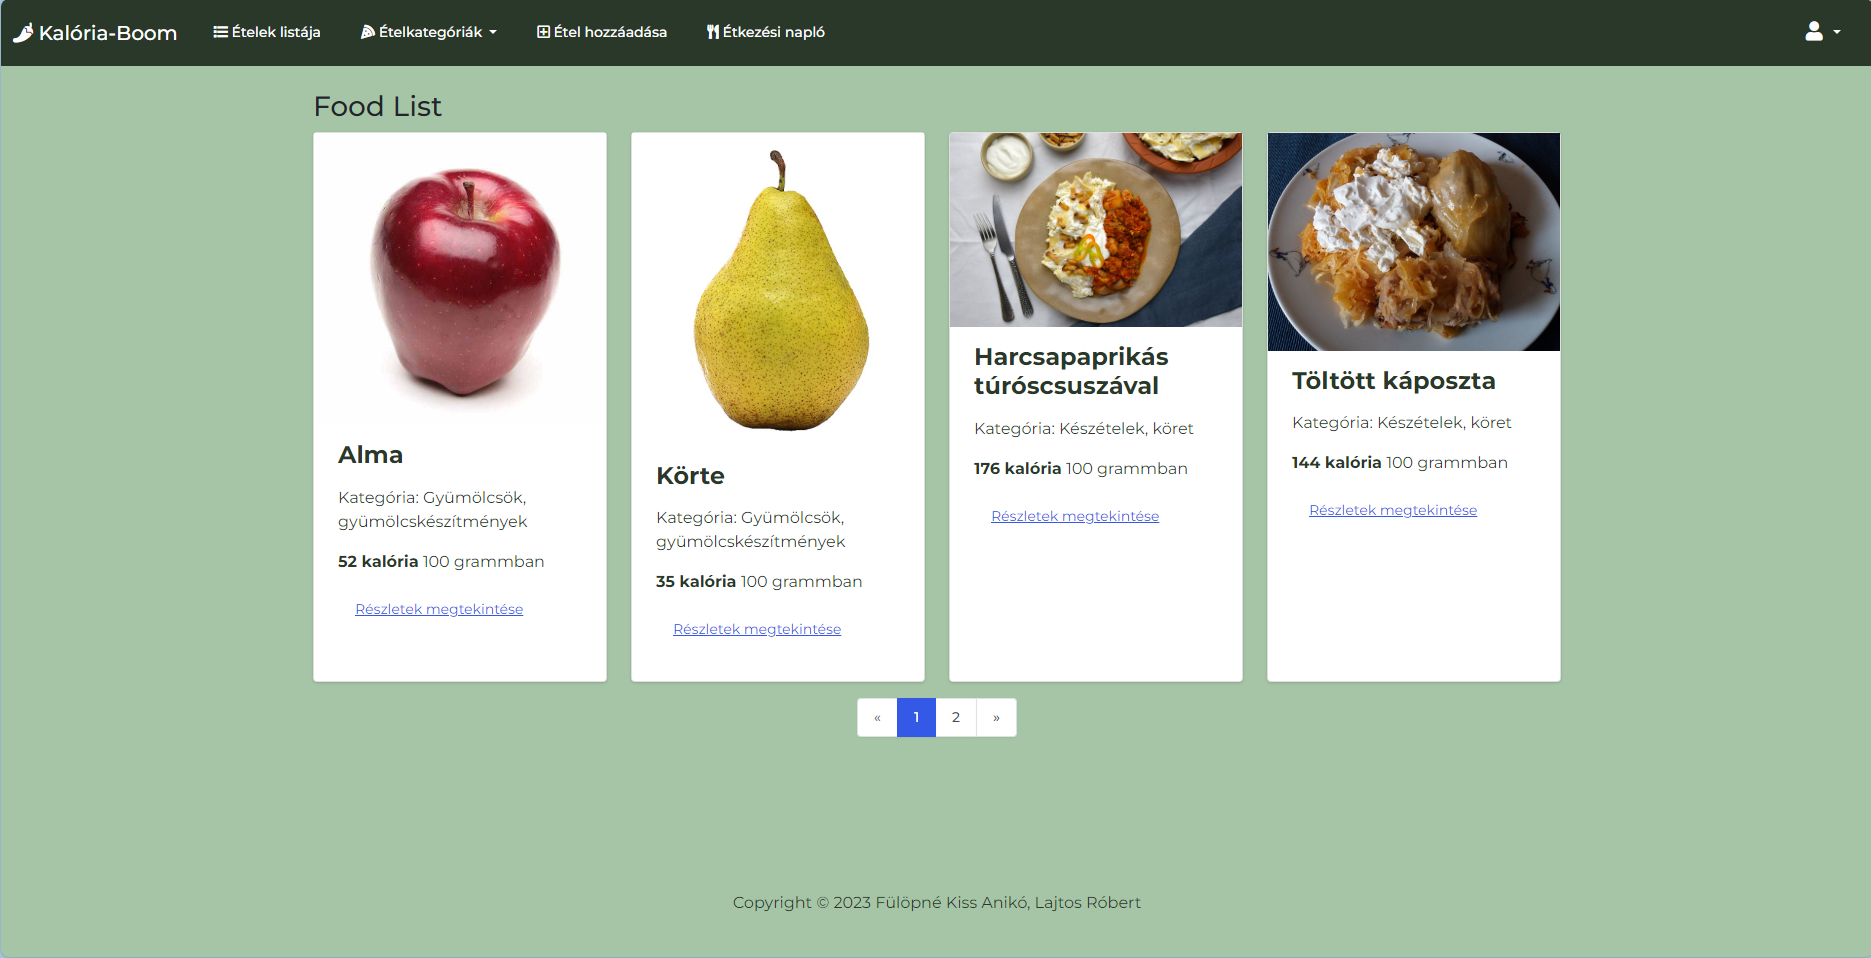 Kalória-Boom
Ételek listája
Ételkategóriák
Étel hozzáadása
Étkezési napló
Food List
Alma
Kategória: Gyümölcsök,
gyümölcskészítmények
52 kalória 100 grammban
Részletek megtekintése
Körte
Kategória: Gyümölcsök,
gyümölcskészítmények
35 kalória 100 grammban
Részletek megtekintése
Harcsapaprikás
túróscsuszával
Kategória: Készételek, köret
176 kalória 100 grammban
Részletek megtekintése
Töltött káposzta
Kategória: Készételek, köret
144 kalória 100 grammban
Részletek megtekintése
« 1 2 »
Copyright © 2023 Fülöpné Kiss Anikó, Lajtos Róbert